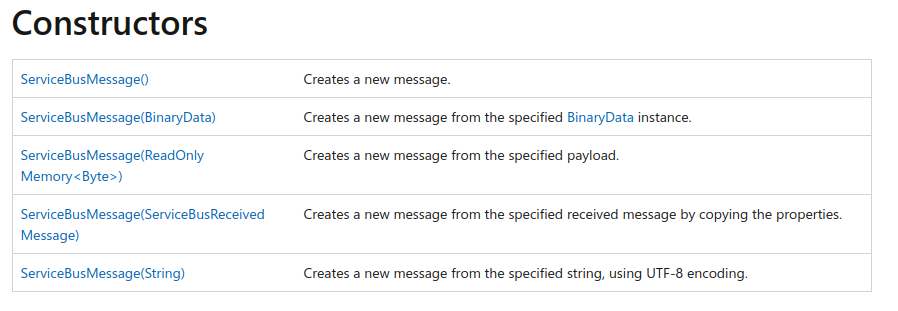 Constructors
ServiceBusMessage() Creates a new message.
ServiceBusMessage(BinaryData) Creates a new message from the specified BinaryData instance.
ServiceBusMessage(ReadOnly Creates a new message from the specified payload.
Memory<Byte>)
ServiceBusMessage(ServiceBusReceived Creates a new message from the specified received message by copying the properties.
Message)
ServiceBusMessage(String) Creates a new message from the specified string, using UTF-8 encoding.